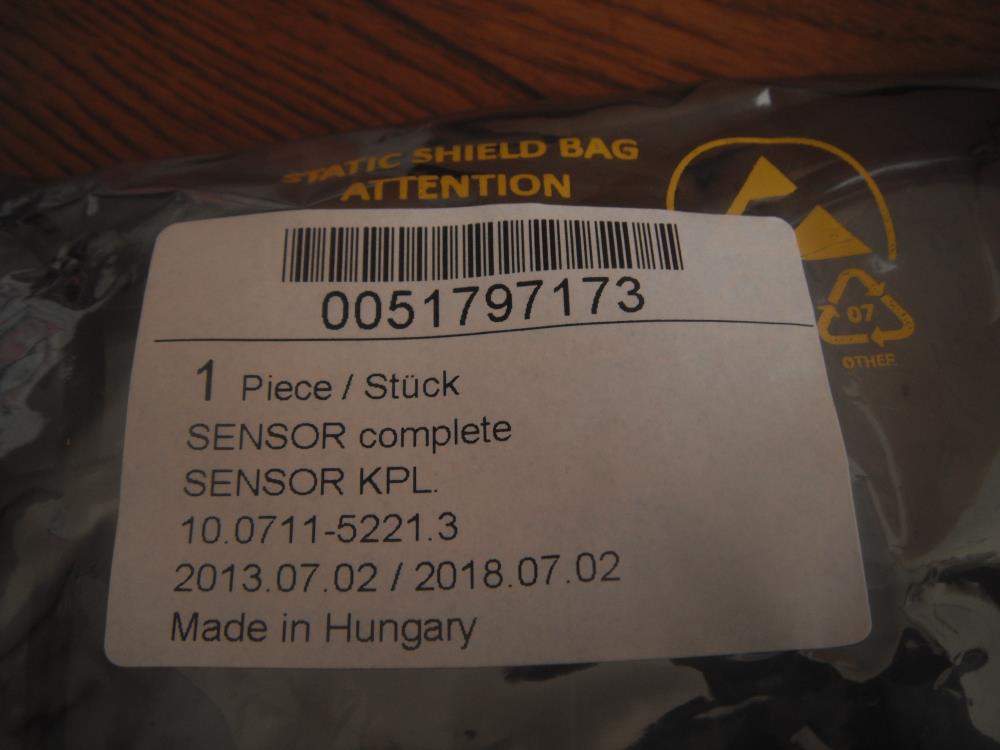 STATIC SHIELD BAG
ATTENTION
0051797173
07
OTHER
1 Piece / Stück
SENSOR complete
SENSOR KPL.
10.0711-5221.3
2013.07.02 / 2018.07.02
Made in Hungary